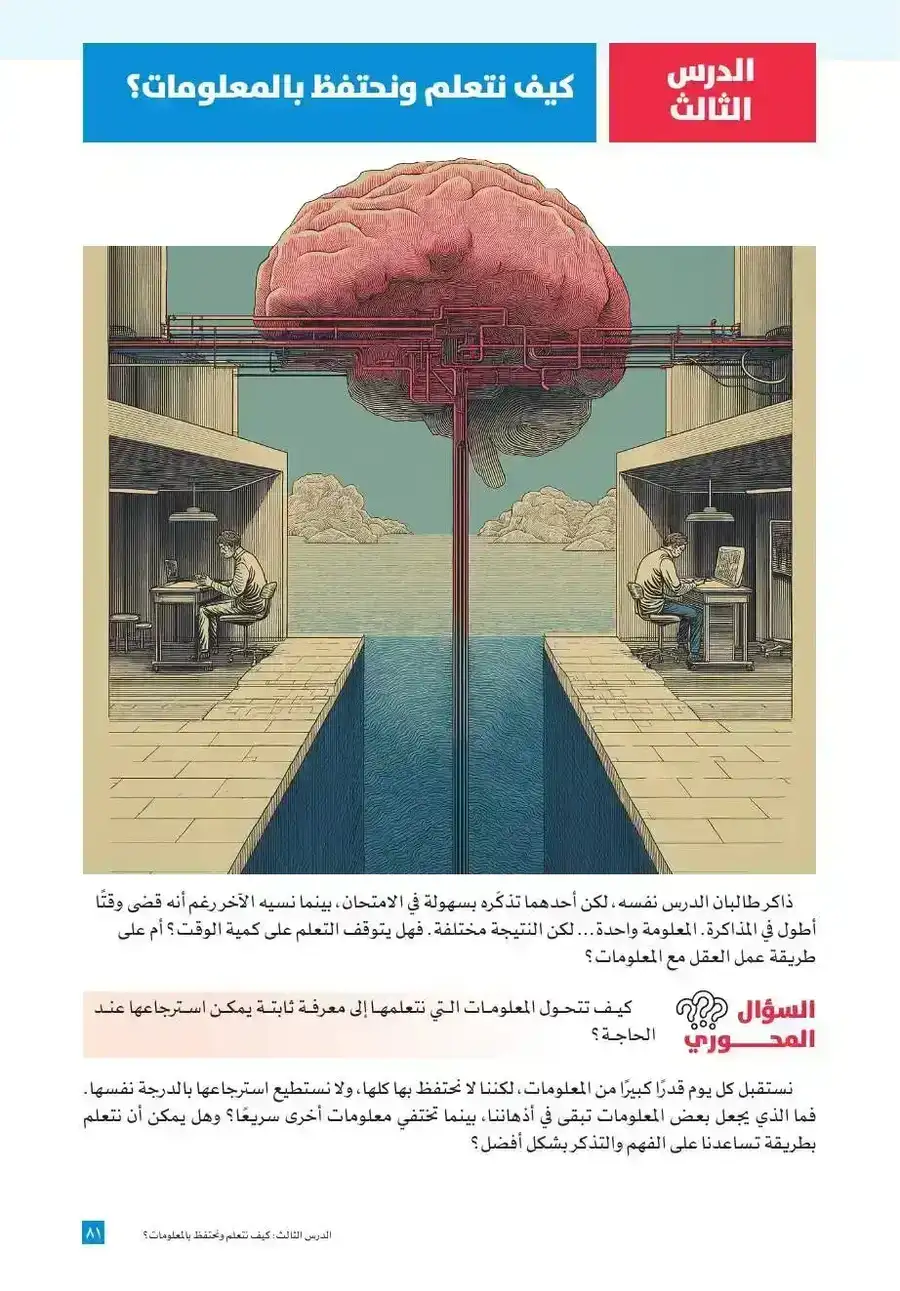 الدرس
الثالث
كيف نتعلم ونحتفظ بالمعلومات؟
ذاكر طالبان الدرس نفسه، لكن أحدهما تذكّره بسهولة في الامتحان، بينما نسيه الآخر رغم أنه قضى وقتًا
أطول في المذاكرة. المعلومة واحدة... لكن النتيجة مختلفة. فهل يتوقف التعلم على كمية الوقت؟ أم على
طريقة عمل العقل مع المعلومات؟
السؤال
المحـــوري
كيف تتحول المعلومات التي نتعلمها إلى معرفة ثابتة يمكن استرجاعها عند
الحاجة؟
نستقبل كل يوم قدرًا كبيرًا من المعلومات، لكننا لا نحتفظ بها كلها، ولا نستطيع استرجاعها بالدرجة نفسها.
فما الذي يجعل بعض المعلومات تبقى في أذهاننا، بينما تختفي معلومات أخرى سريعًا؟ وهل يمكن أن نتعلم
بطريقة تساعدنا على الفهم والتذكر بشكل أفضل؟
الدرس الثالث: كيف نتعلم ونحتفظ بالمعلومات؟
٨١